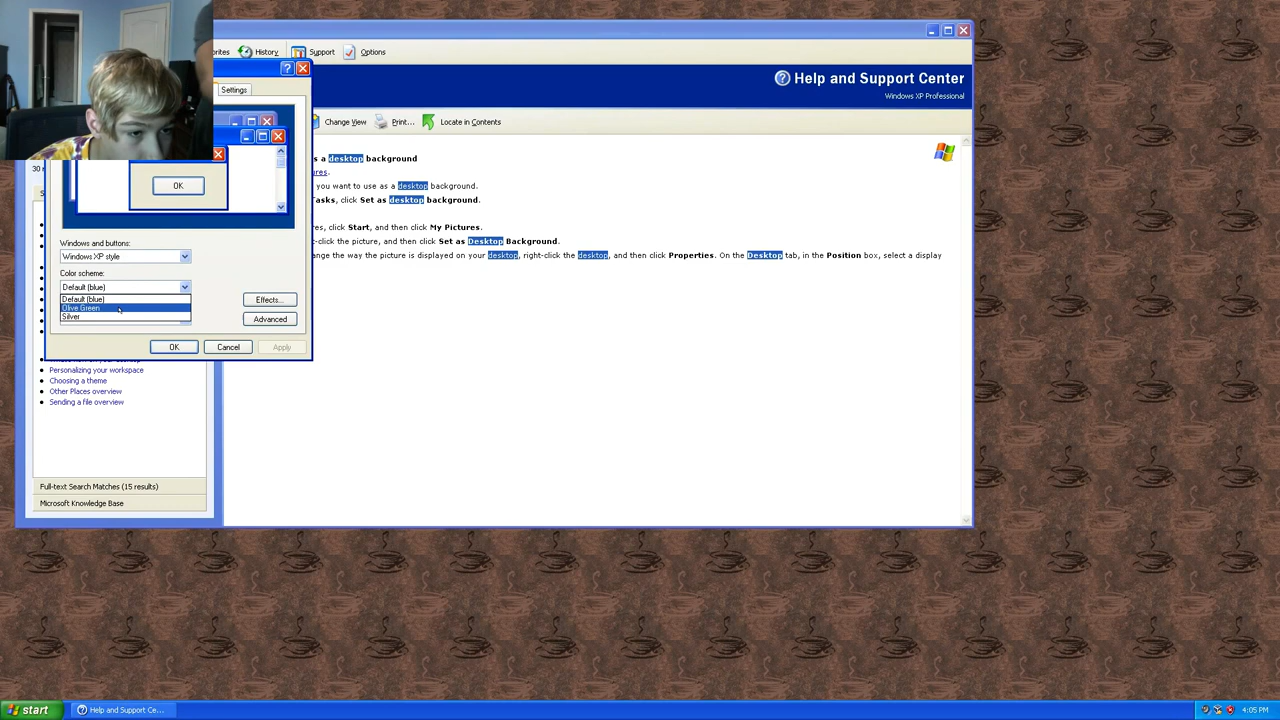 orites
History
Support
Options
Help and Support Center
Windows XP Professional
Settings
Change View
Print...
Locate in Contents
s a desktop background
ures.
you want to use as a desktop background.
Tasks, click Set as desktop background.
res, click Start, and then click My Pictures.
t-click the picture, and then click Set as Desktop Background.
ange the way the picture is displayed on your desktop, right-click the desktop, and then click Properties. On the Desktop tab, in the Position box, select a display
30
S
OK
Windows and buttons:
Windows XP style
Color scheme:
Default (blue)
Default (blue)
Olive Green
Silver
Effects...
Advanced
OK
Cancel
Apply
Personalizing your workspace
Choosing a theme
Other Places overview
Sending a file overview
Full-text Search Matches (15 results)
Microsoft Knowledge Base
start
Help and Support Ce...
4:05 PM